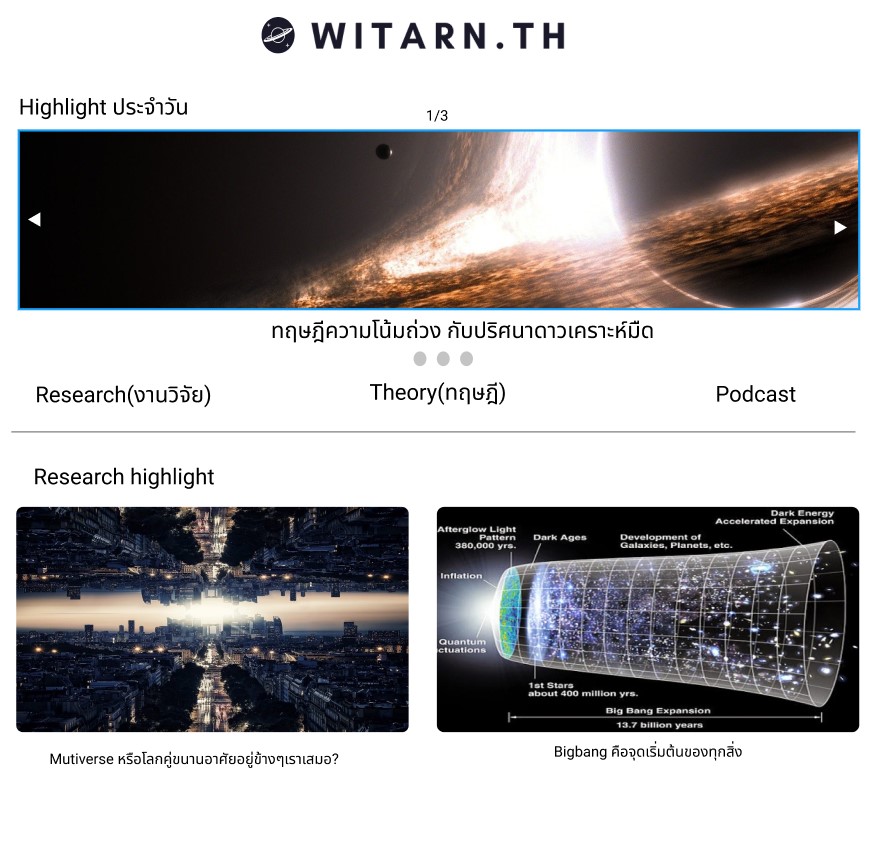 WITARN.TH
Highlight ประจำวัน
1/3
ทฤษฎีความโน้มถ่วง กับปริศนาดาวเคราะห์มืด
Research(งานวิจัย)
Theory(ทฤษฎี)
Podcast
Research highlight
Dark Energy
Accelerated Expansion
Afterglow Light
Pattern
380,000 yrs.
Dark Ages
Development of
Galaxies, Planets, etc.
Inflation
Quantum
ctuations
1st Stars
about 400 million yrs.
Big Bang Expansion
13.7 billion years
Mutiverse หรือโลกคู่ขนานอาศัยอยู่ข้างๆเราเสมอ?
Bigbang คือจุดเริ่มต้นของทุกสิ่ง